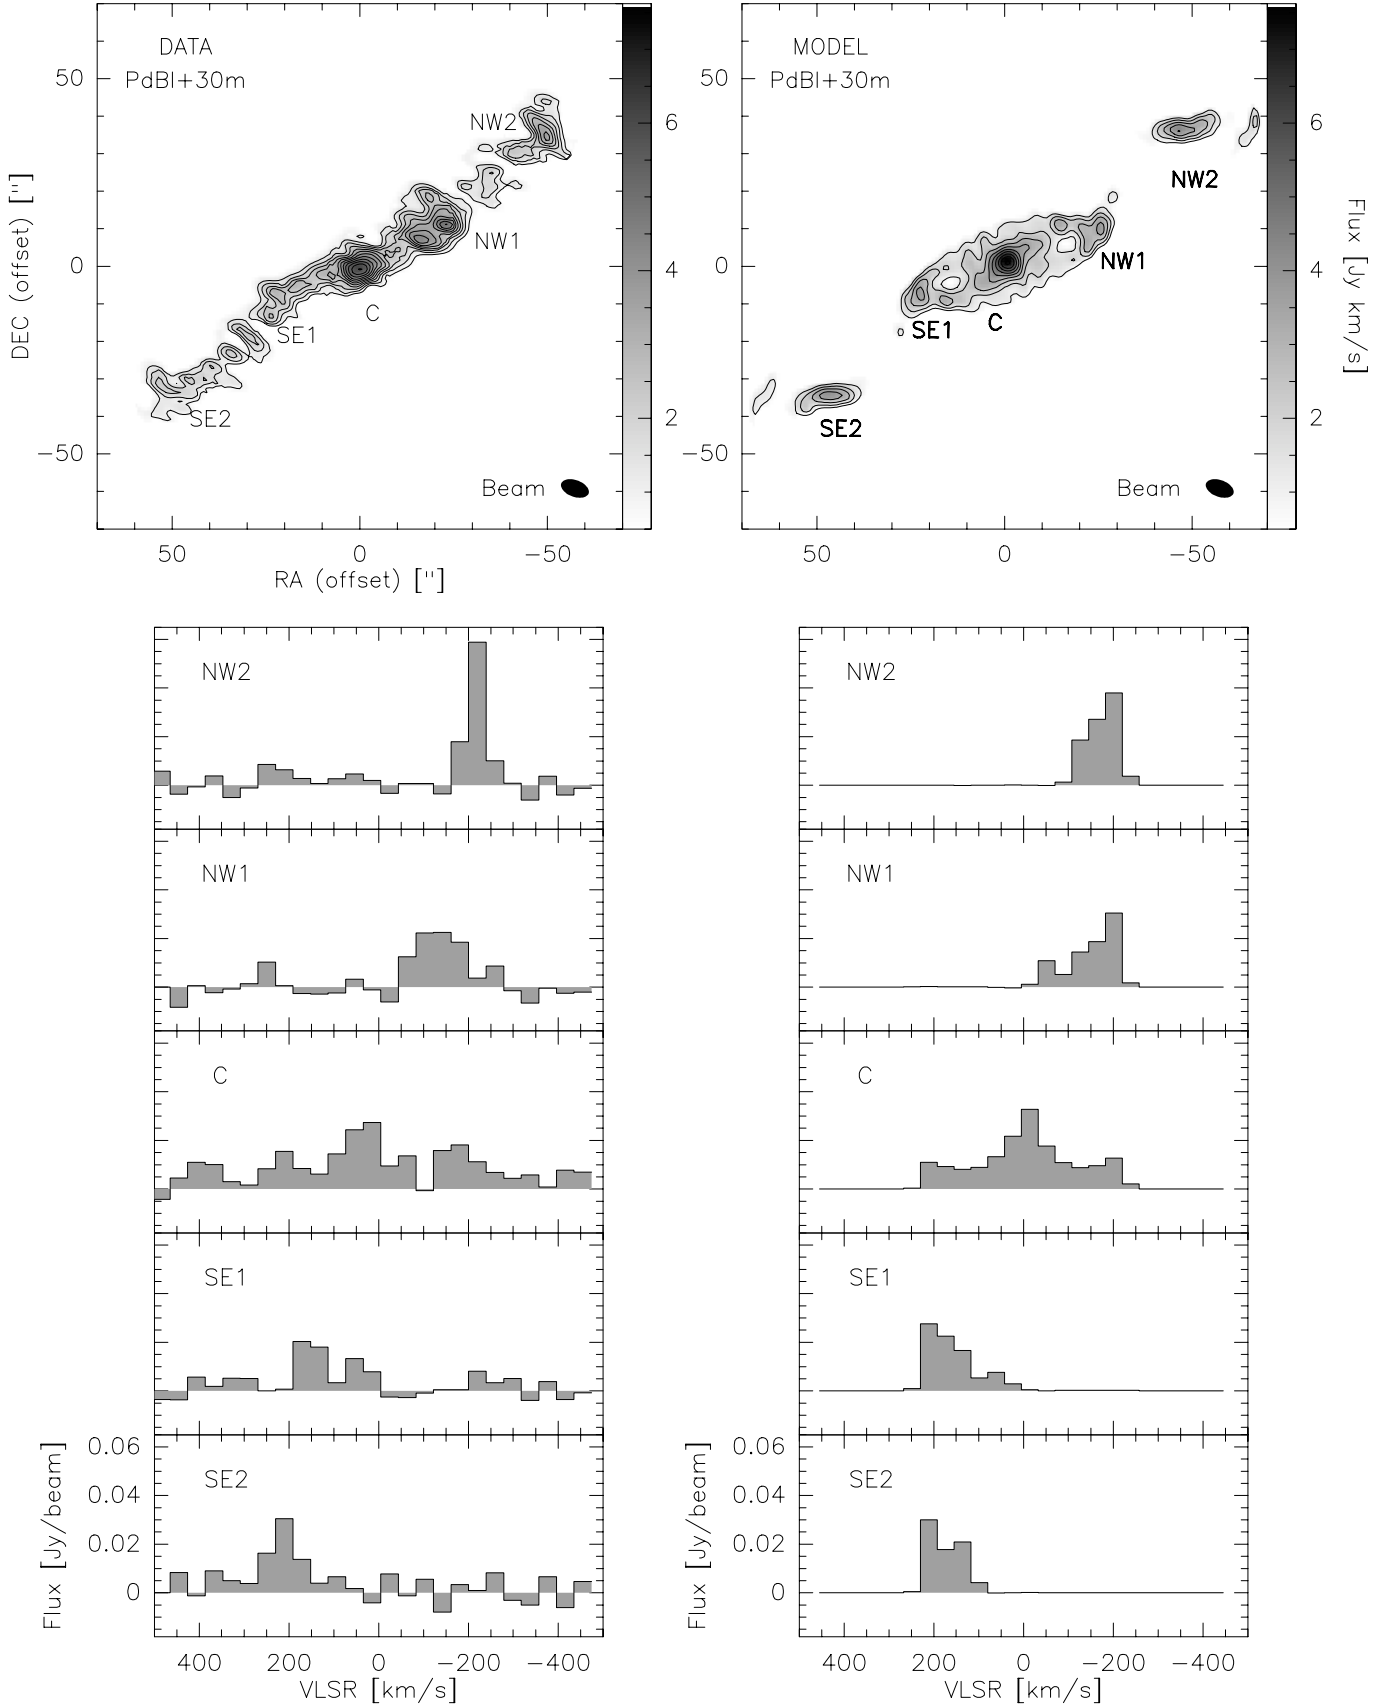 DATA
PdBI+30m
NW2
NW1
C
SE1
SE2
Beam
50
0
−50
DEC (offset) ["]
50
0
−50
RA (offset) ["]
6
4
2
MODEL
PdBI+30m
NW2
NW1
C
SE1
SE2
Beam
50
0
−50
50
0
−50
6
4
2
Flux [Jy km/s]
NW2
NW1
C
SE1
SE2
0.06
0.04
0.02
0
Flux [Jy/beam]
400
200
0
−200
−400
VLSR [km/s]
NW2
NW1
C
SE1
SE2
0.06
0.04
0.02
0
Flux [Jy/beam]
400
200
0
−200
−400
VLSR [km/s]